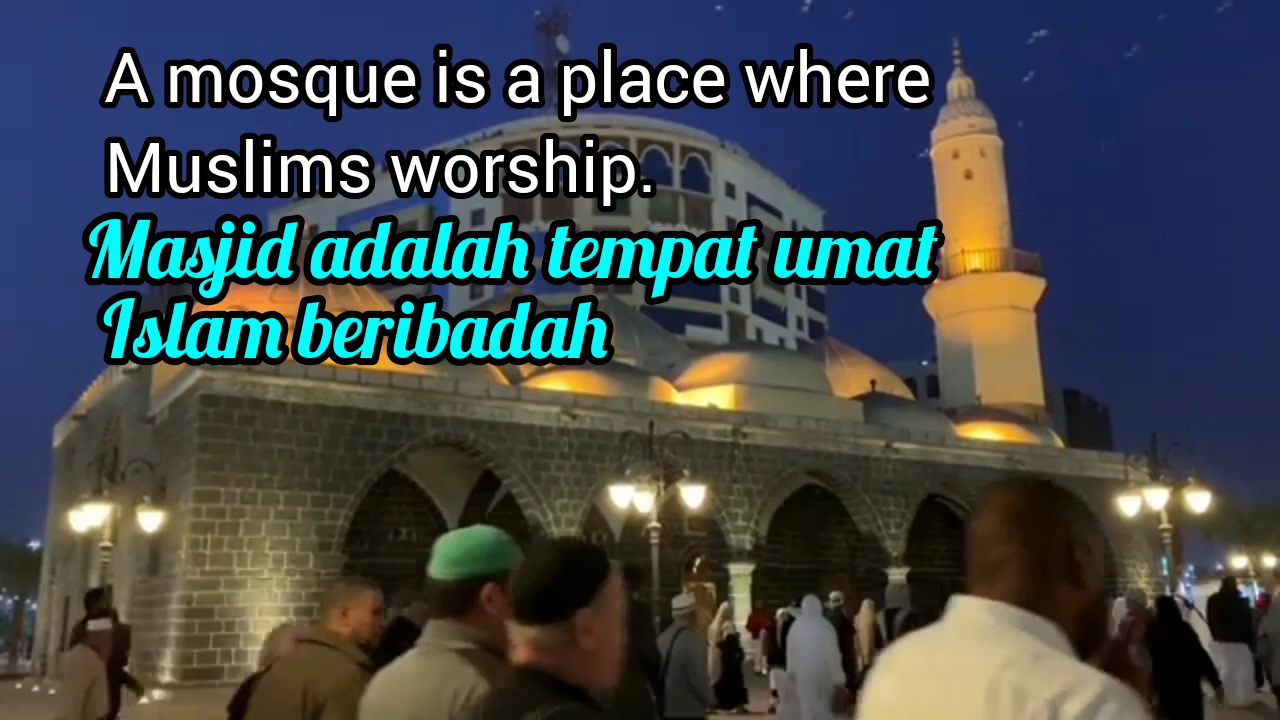 A mosque is a place where
Muslims worship.
Masjid adalah tempat umat
Islam beribadah